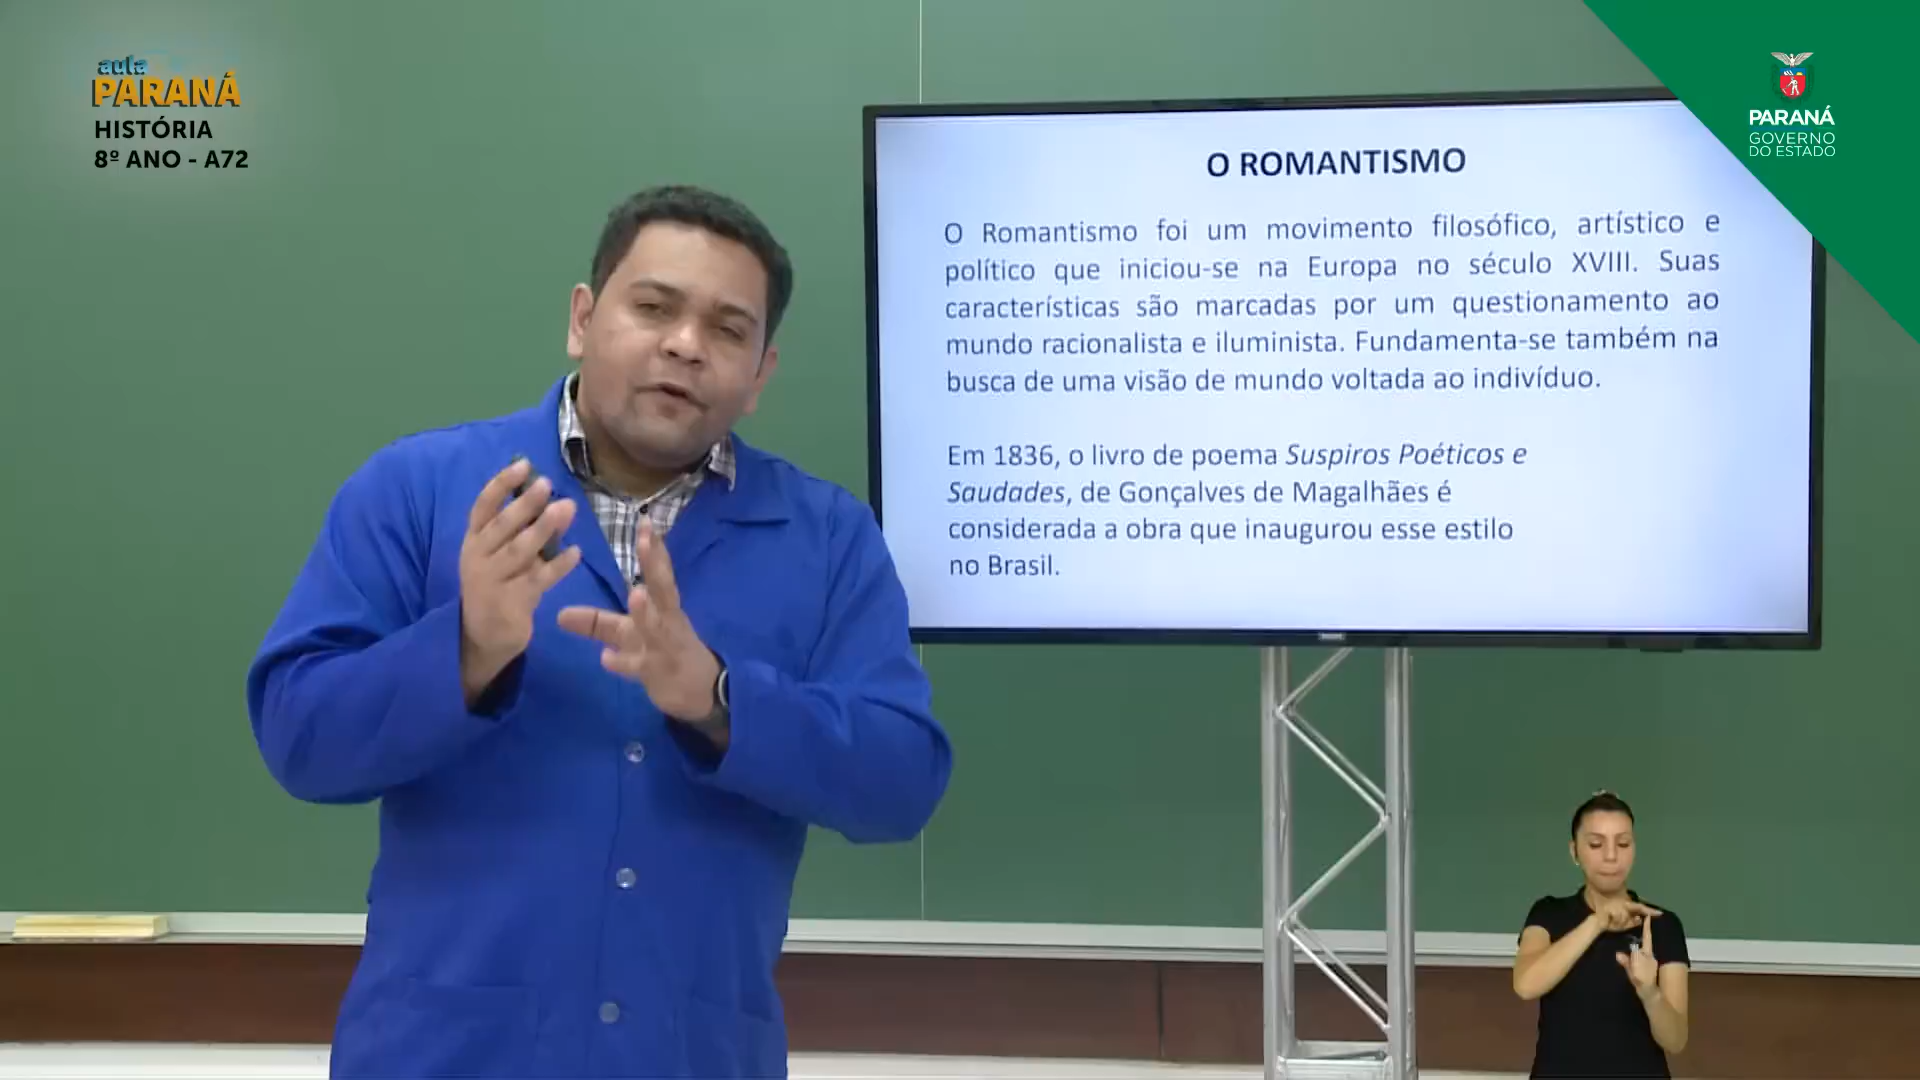 aula
PARANÁ
HISTÓRIA
8º ANO - A72
PARANÁ
GOVERNO
DO ESTADO
O ROMANTISMO
O Romantismo foi um movimento filosófico, artístico e
político que iniciou-se na Europa no século XVIII. Suas
características são marcadas por um questionamento ao
mundo racionalista e iluminista. Fundamenta-se também na
busca de uma visão de mundo voltada ao indivíduo.
Em 1836, o livro de poema Suspiros Poéticos e
Saudades, de Gonçalves de Magalhães é
considerada a obra que inaugurou esse estilo
no Brasil.